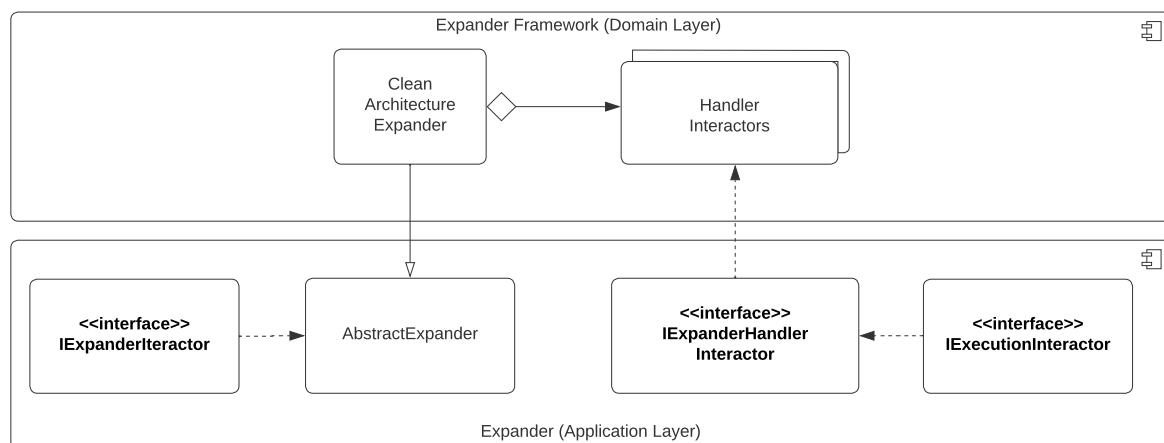 Expander Framework (Domain Layer)
Clean
Architecture
Expander
Handler
Interactors
<<interface>>
IExpanderIteractor
AbstractExpander
<<interface>>
IExpanderHandler
Interactor
<<interface>>
IExecutionInteractor
Expander (Application Layer)